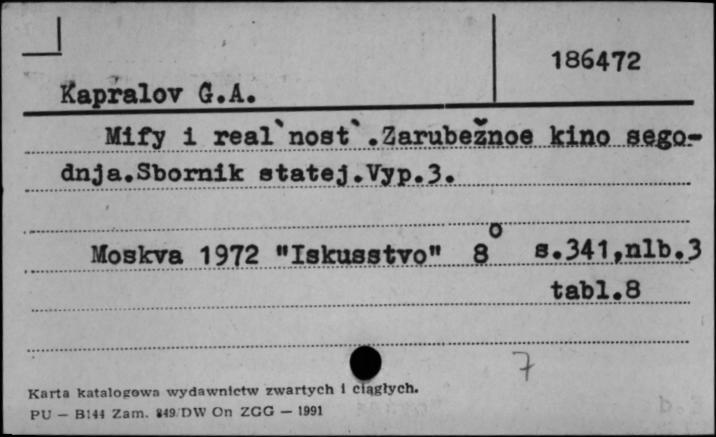 186472
Kapralov G.A.
Mify i real`nost`.Zarubežnoe kino sego-
dnja.Sbornik statej.Vyp.3.
Moskva 1972 "Iskusstvo" 8° s.341,nlb.3
tabl.8
7
Karta katalogowa wydawnictw zwartych i ciągłych.
PU — B144 Zam. 849/DW On ZGG — 1991